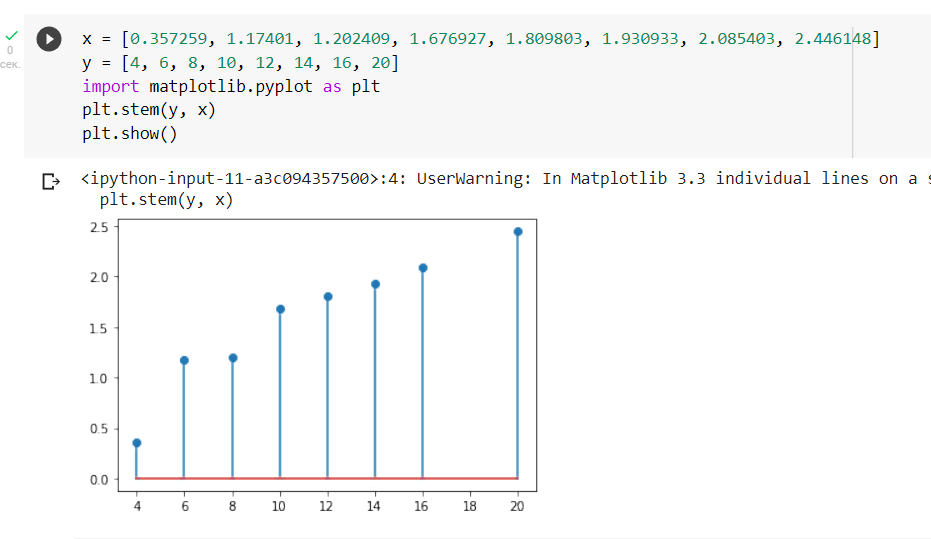 x = [0.357259, 1.17401, 1.202409, 1.676927, 1.809803, 1.930933, 2.085403, 2.446148]
0
сек.
y = [4, 6, 8, 10, 12, 14, 16, 20]
import matplotlib.pyplot as plt
plt.stem(y, x)
plt.show()
<ipython-input-11-a3c094357500>:4: UserWarning: In Matplotlib 3.3 individual lines on a
plt.stem(y, x)
2.5
2.0
1.5
1.0
0.5
0.0
4 6 8 10 12 14 16 18 20